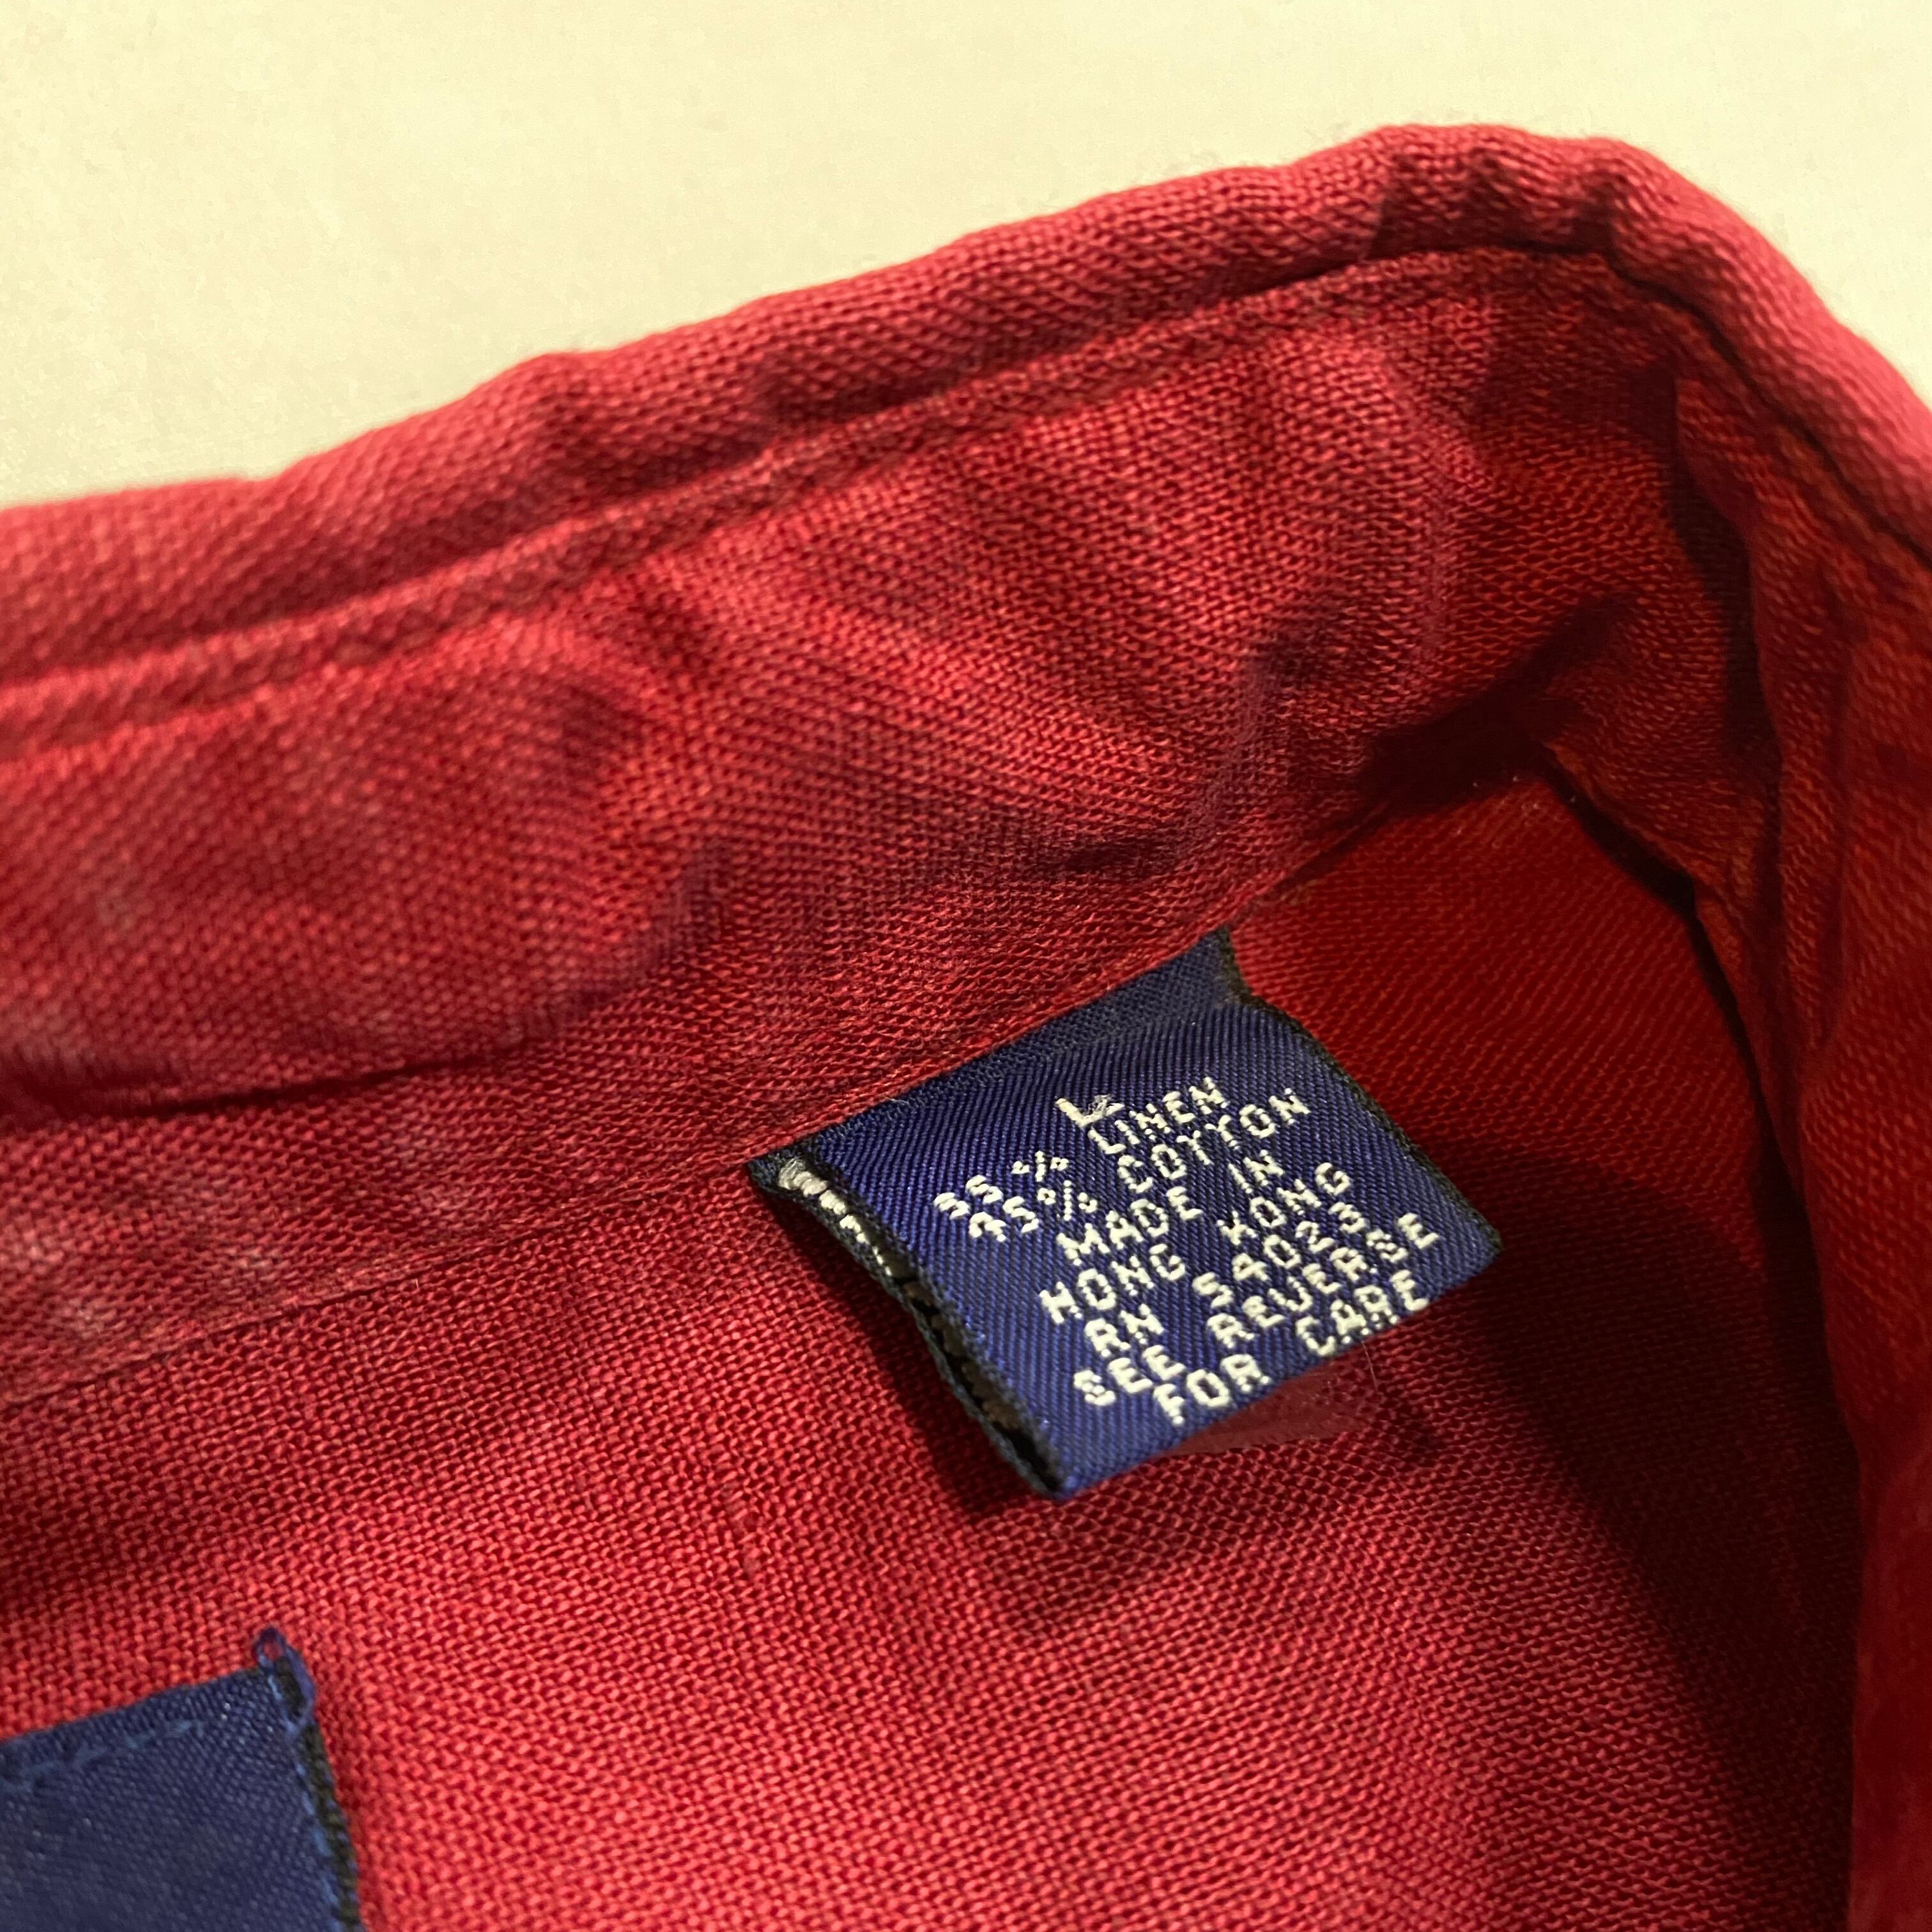 L
55% LINEN
45% COTTON
MADE IN
HONG KONG
RN 54023
SEE REVERSE
FOR CARE